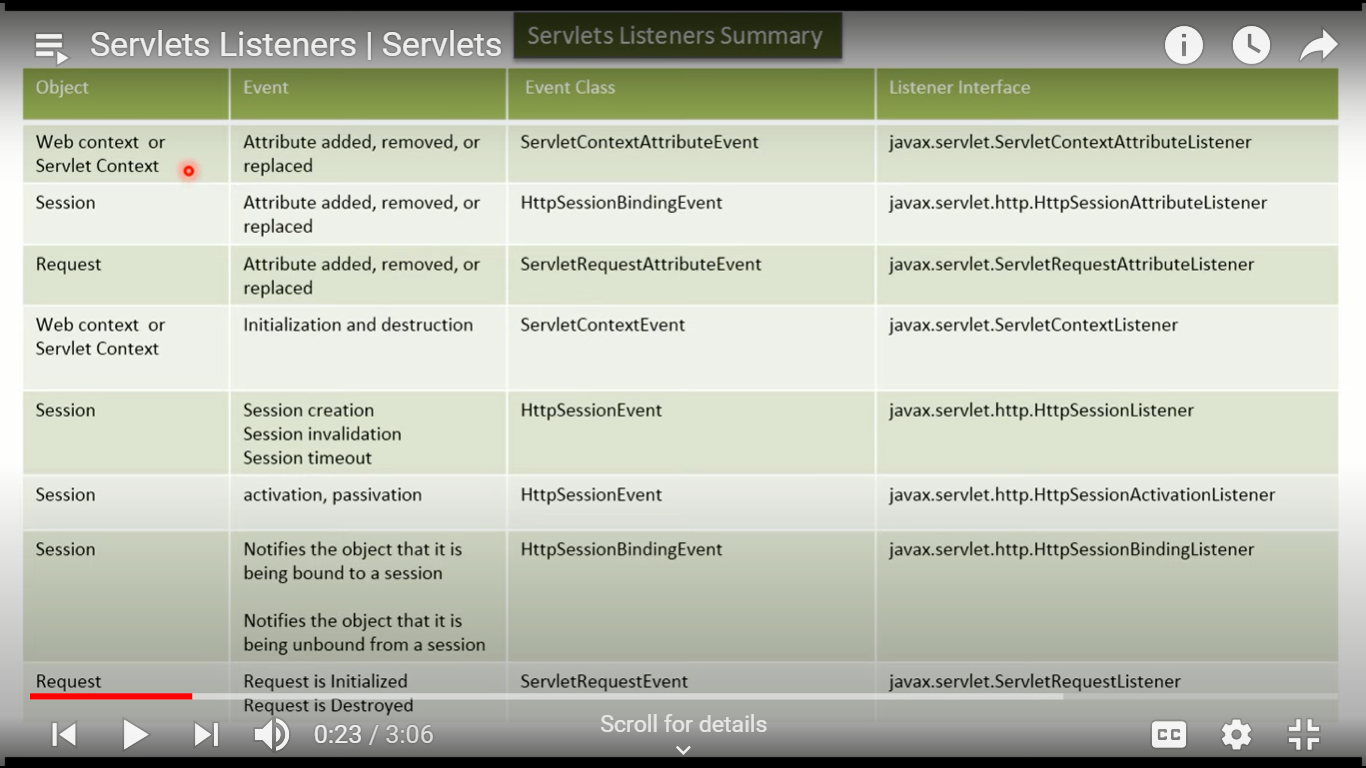 Servlets Listeners | Servlets
Servlets Listeners Summary
Object Event Event Class Listener Interface
Web context or
Servlet Context
Attribute added, removed, or
replaced
ServletContextAttributeEvent
javax.servlet.ServletContextAttributeListener
Session
Attribute added, removed, or
replaced
HttpSessionBindingEvent
javax.servlet.http.HttpSessionAttributeListener
Request
Attribute added, removed, or
replaced
ServletRequestAttributeEvent
javax.servlet.ServletRequestAttributeListener
Web context or
Servlet Context
Initialization and destruction
ServletContextEvent
javax.servlet.ServletContextListener
Session
Session creation
Session invalidation
Session timeout
HttpSessionEvent
javax.servlet.http.HttpSessionListener
Session
activation, passivation
HttpSessionEvent
javax.servlet.http.HttpSessionActivationListener
Session
Notifies the object that it is
being bound to a session
Notifies the object that it is
being unbound from a session
HttpSessionBindingEvent
javax.servlet.http.HttpSessionBindingListener
Request
Request is Initialized
Request is Destroyed
ServletRequestEvent
javax.servlet.ServletRequestListener
0:23 / 3:06
Scroll for details
CC